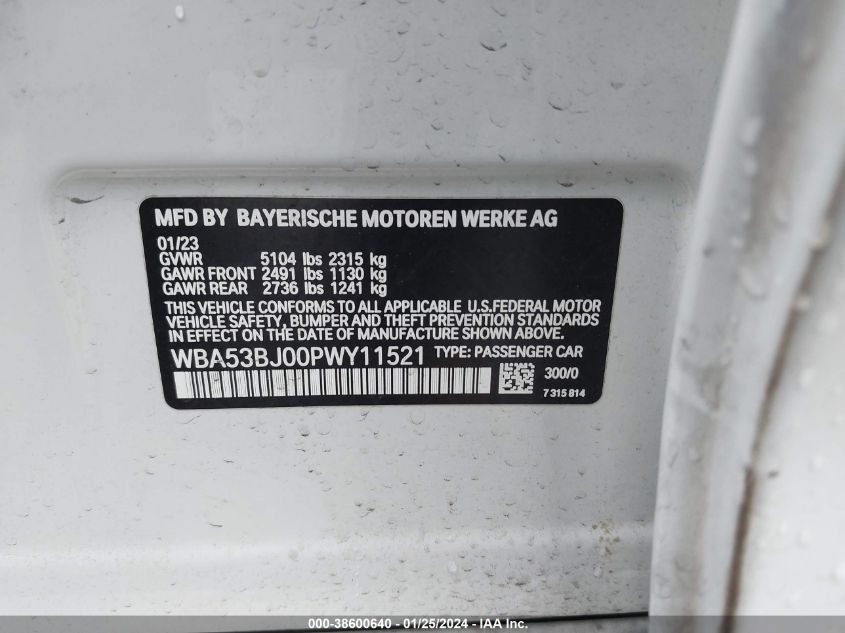 MFD BY BAYERISCHE MOTOREN WERKE AG
01/23
GVWR 5104 lbs 2315 kg
GAWR FRONT 2491 lbs 1130 kg
GAWR REAR 2736 lbs 1241 kg
THIS VEHICLE CONFORMS TO ALL APPLICABLE U.S.FEDERAL MOTOR
VEHICLE SAFETY, BUMPER AND THEFT PREVENTION STANDARDS
IN EFFECT ON THE DATE OF MANUFACTURE SHOWN ABOVE.
WBA53BJ00PWY11521 TYPE: PASSENGER CAR
300/0
7 315 814
000-38600640 - 01/25/2024 - IAA Inc.